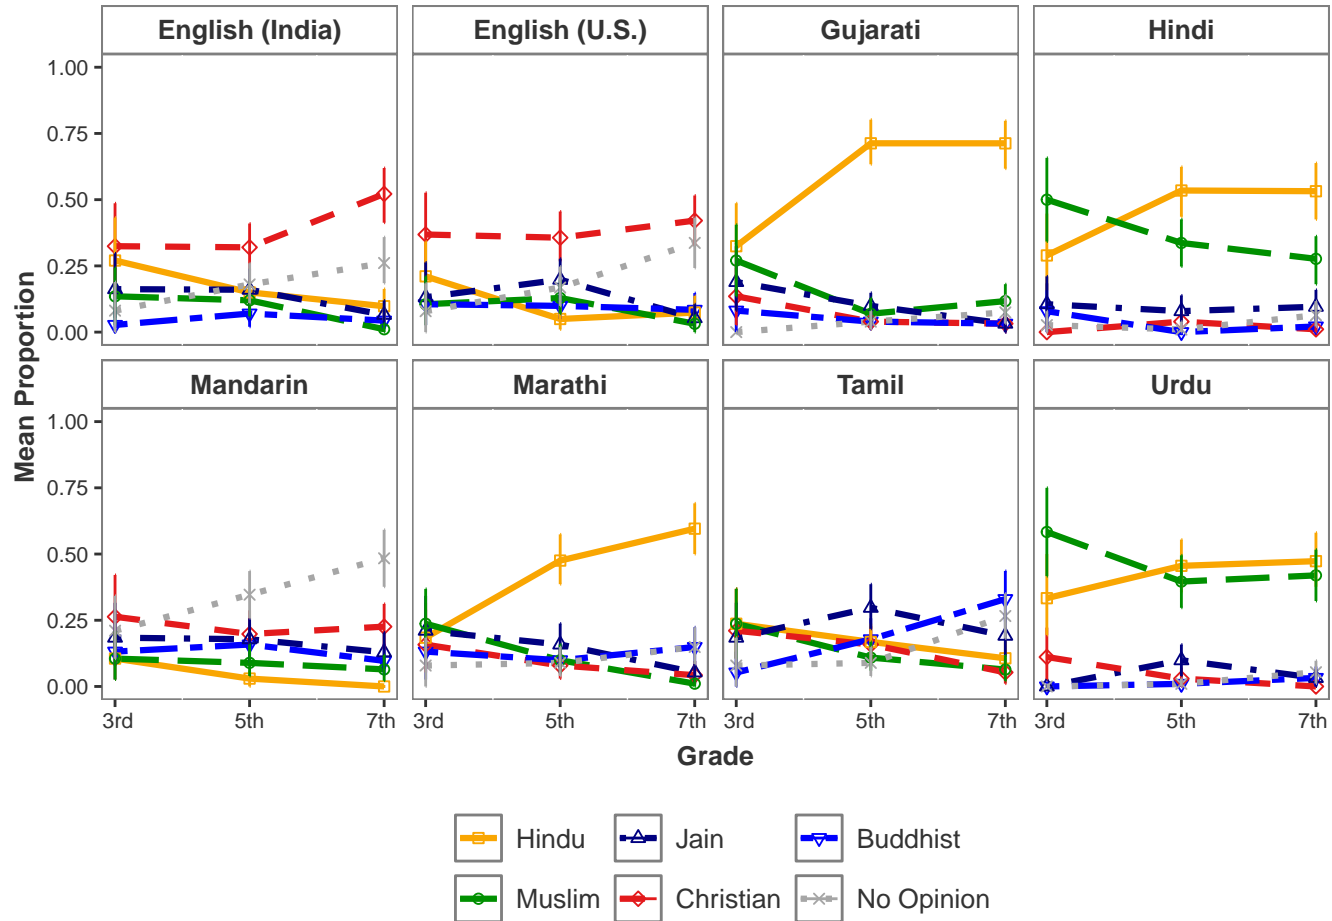 English (India) English (U.S.) Gujarati Hindi
1.00
0.75
0.50
0.25
0.00
Mandarin Marathi Tamil Urdu
1.00
0.75
0.50
0.25
0.00
3rd 5th 7th 3rd 5th 7th 3rd 5th 7th 3rd 5th 7th
Mean Proportion
Grade
Hindu Jain Buddhist
Muslim Christian No Opinion